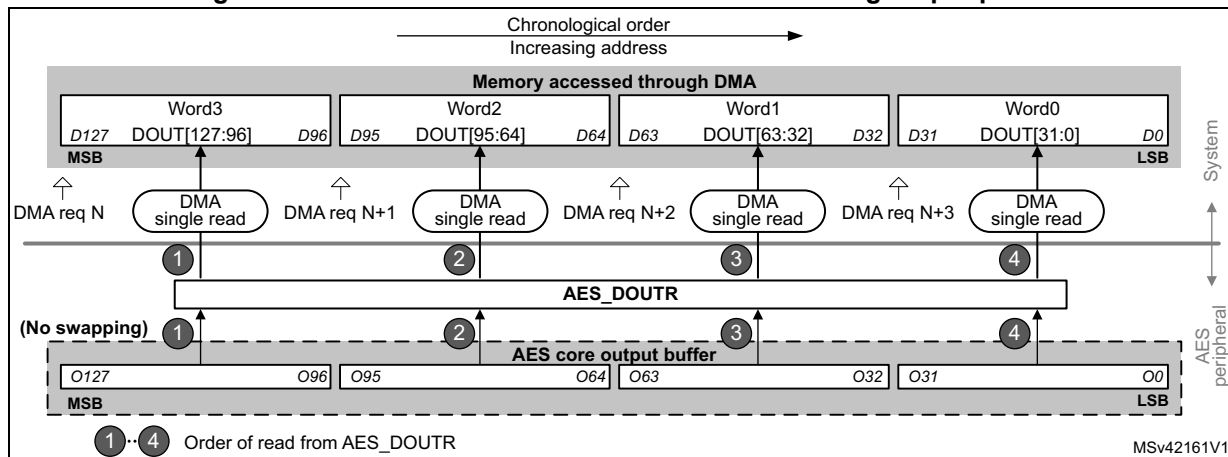 Chronological order
Increasing address
Memory accessed through DMA
Word3 Word2 Word1 Word0
D127 DOUT[127:96] D96 D95 DOUT[95:64] D64 D63 DOUT[63:32] D32 D31 DOUT[31:0] D0
MSB LSB
System
DMA req N DMA single read DMA req N+1 DMA single read DMA req N+2 DMA single read DMA req N+3 DMA single read
1 2 3 4
AES_DOUTR
(No swapping)
1 2 3 4
AES peripheral
AES core output buffer
O127 O96 O95 O64 O63 O32 O31 O0
MSB LSB
1··4 Order of read from AES_DOUTR
MSv42161V1